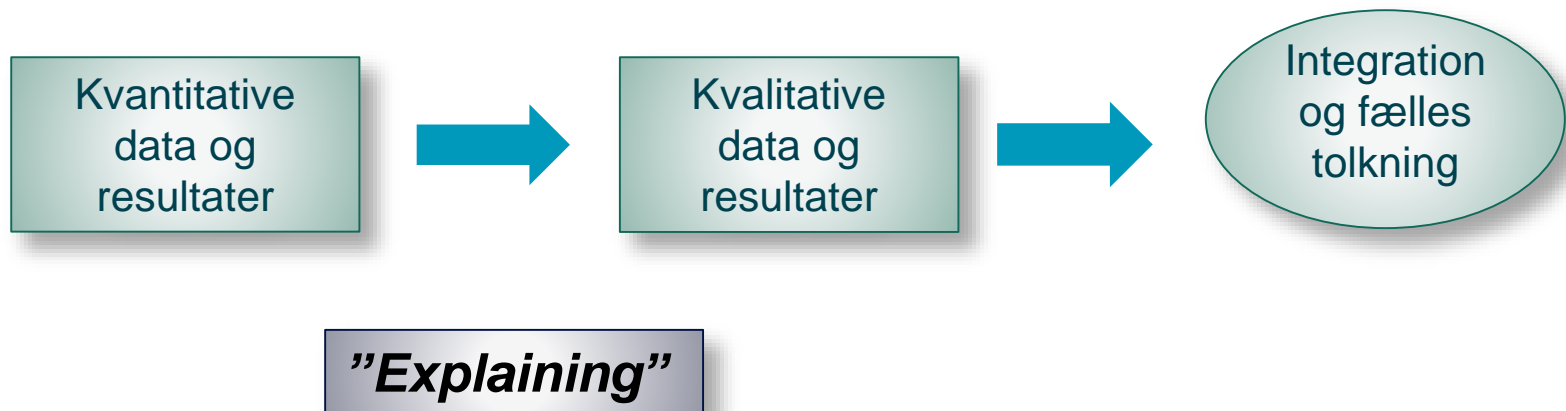 Kvantitative
data og
resultater
Kvalitative
data og
resultater
Integration
og fælles
tolkning
”Explaining”